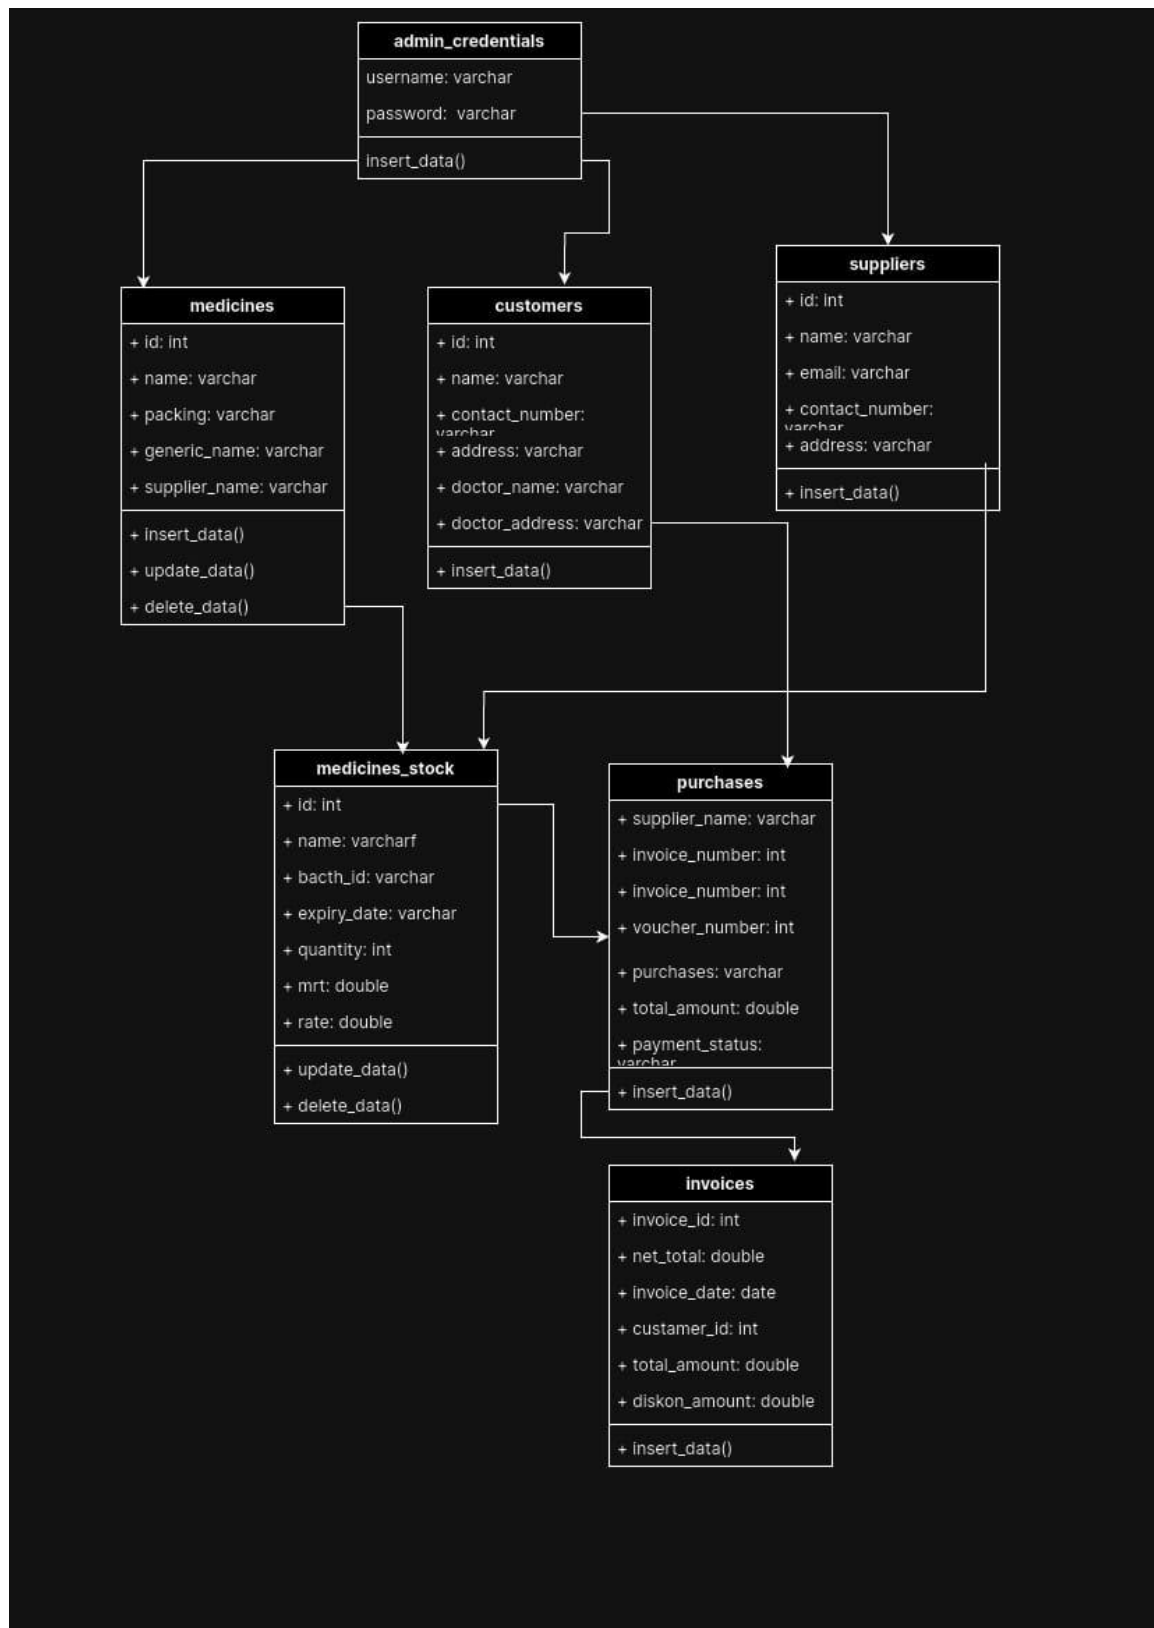 admin_credentials
username: varchar
password:  varchar
insert_data()
medicines
+ id: int
+ name: varchar
+ packing: varchar
+ generic_name: varchar
+ supplier_name: varchar
+ insert_data()
+ update_data()
+ delete_data()
customers
+ id: int
+ name: varchar
+ contact_number:
varchar
+ address: varchar
+ doctor_name: varchar
+ doctor_address: varchar
+ insert_data()
suppliers
+ id: int
+ name: varchar
+ email: varchar
+ contact_number:
varchar
+ address: varchar
+ insert_data()
medicines_stock
+ id: int
+ name: varcharf
+ bacth_id: varchar
+ expiry_date: varchar
+ quantity: int
+ mrt: double
+ rate: double
+ update_data()
+ delete_data()
purchases
+ supplier_name: varchar
+ invoice_number: int
+ invoice_number: int
+ voucher_number: int
+ purchases: varchar
+ total_amount: double
+ payment_status:
varchar
+ insert_data()
invoices
+ invoice_id: int
+ net_total: double
+ invoice_date: date
+ custamer_id: int
+ total_amount: double
+ diskon_amount: double
+ insert_data()